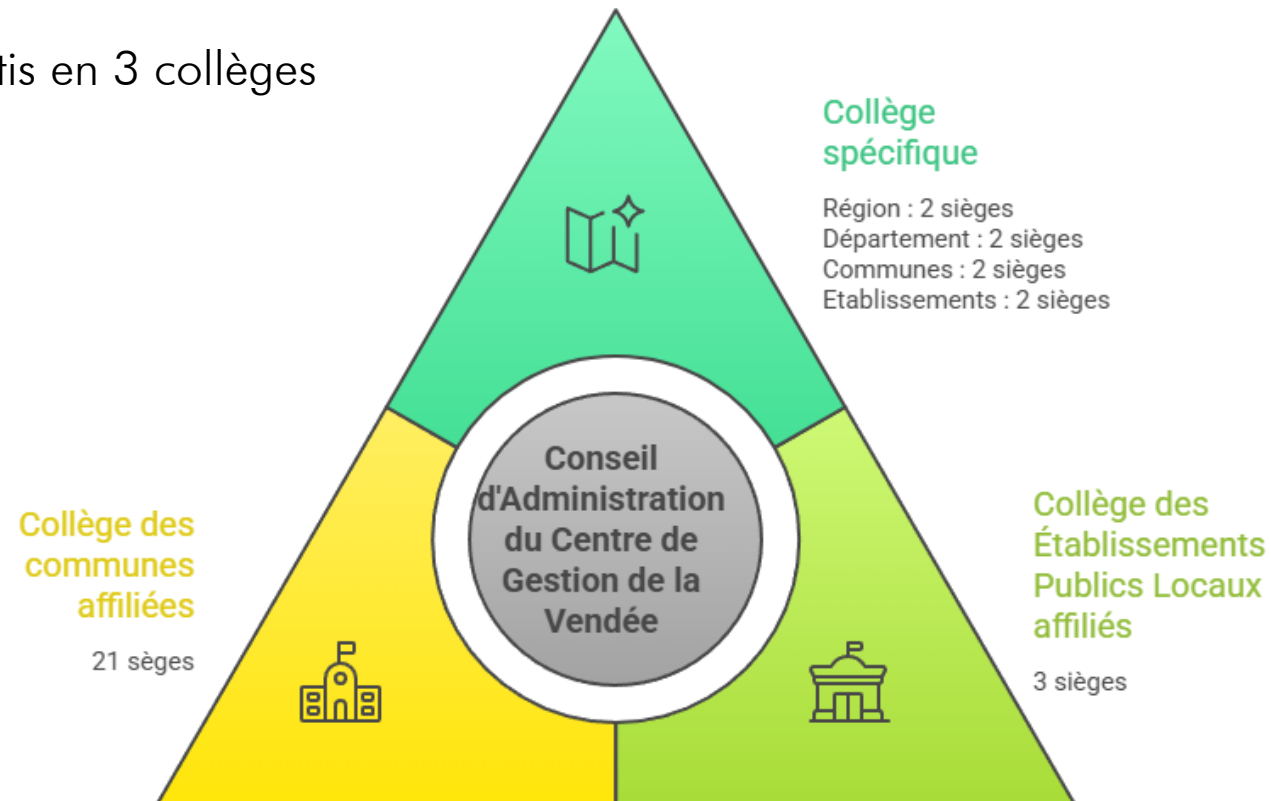 tis en 3 collèges
Collège
spécifique
Région : 2 sièges
Département : 2 sièges
Communes : 2 sièges
Etablissements : 2 sièges
Conseil
d'Administration
du Centre de
Gestion de la
Vendée
Collège des
communes
affiliées
21 sèges
Collège des
Établissements
Publics Locaux
affiliés
3 sièges